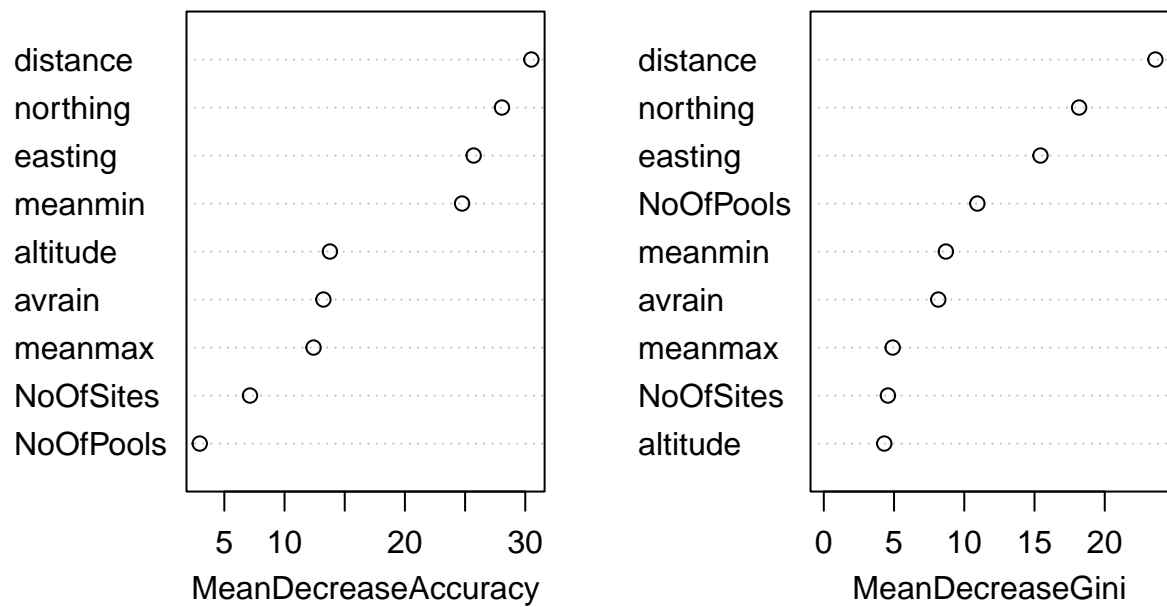 distance
northing
easting
meanmin
altitude
avrain
meanmax
NoOfSites
NoOfPools
5 10 20 30
MeanDecreaseAccuracy
distance
northing
easting
NoOfPools
meanmin
avrain
meanmax
NoOfSites
altitude
0 5 10 15 20
MeanDecreaseGini